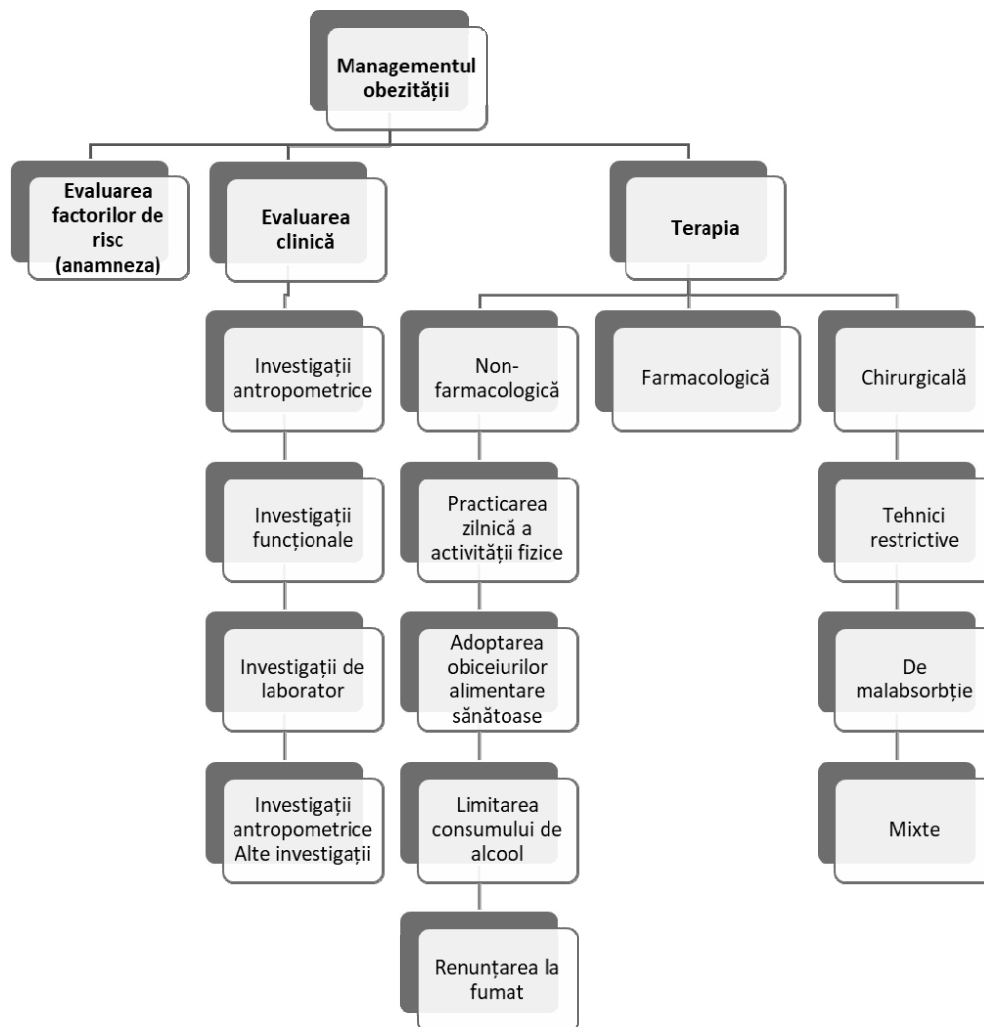 Managementul
obezității
Evaluarea
factorilor de
risc
(anamneza)
Evaluarea
clinică
Terapia
Investigații
antropometrice
Non-
farmacologică
Farmacologică
Chirurgicală
Investigații
funcționale
Practicarea
zilnică a
activității fizice
Tehnici
restrictive
Investigații de
laborator
Adoptarea
obiceiurilor
alimentare
sănătoase
De
malabsorbție
Investigații
antropometrice
Alte investigații
Limitarea
consumului de
alcool
Mixte
Renunțarea la
fumat